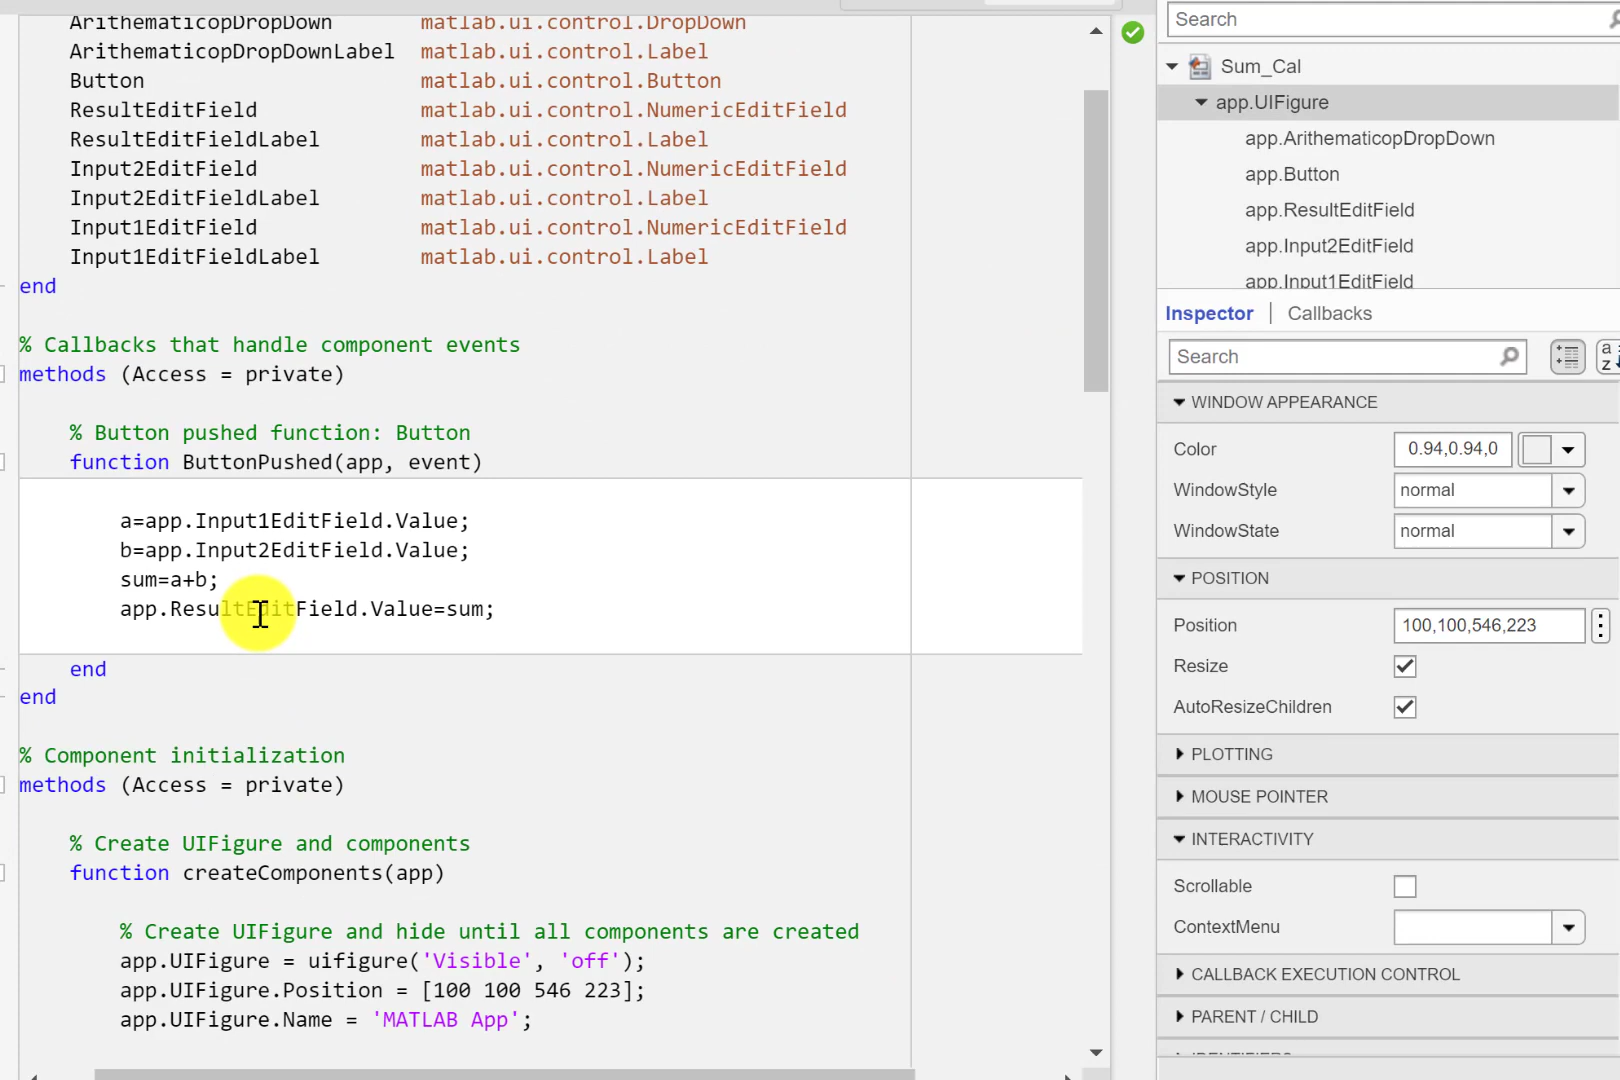 ArithematicopDropDown matlab.ui.control.DropDown
ArithematicopDropDownLabel matlab.ui.control.Label
Button matlab.ui.control.Button
ResultEditField matlab.ui.control.NumericEditField
ResultEditFieldLabel matlab.ui.control.Label
Input2EditField matlab.ui.control.NumericEditField
Input2EditFieldLabel matlab.ui.control.Label
Input1EditField matlab.ui.control.NumericEditField
Input1EditFieldLabel matlab.ui.control.Label
end
% Callbacks that handle component events
methods (Access = private)
% Button pushed function: Button
function ButtonPushed(app, event)
a=app.Input1EditField.Value;
b=app.Input2EditField.Value;
sum=a+b;
app.ResultEditField.Value=sum;
end
end
% Component initialization
methods (Access = private)
% Create UIFigure and components
function createComponents(app)
% Create UIFigure and hide until all components are created
app.UIFigure = uifigure('Visible', 'off');
app.UIFigure.Position = [100 100 546 223];
app.UIFigure.Name = 'MATLAB App';
Search
Sum_Cal
app.UIFigure
app.ArithematicopDropDown
app.Button
app.ResultEditField
app.Input2EditField
app.Input1EditField
Inspector | Callbacks
Search
a
z
WINDOW APPEARANCE
Color 0.94,0.94,0
WindowStyle normal
WindowState normal
POSITION
Position 100,100,546,223
Resize
AutoResizeChildren
PLOTTING
MOUSE POINTER
INTERACTIVITY
Scrollable
ContextMenu
CALLBACK EXECUTION CONTROL
PARENT / CHILD